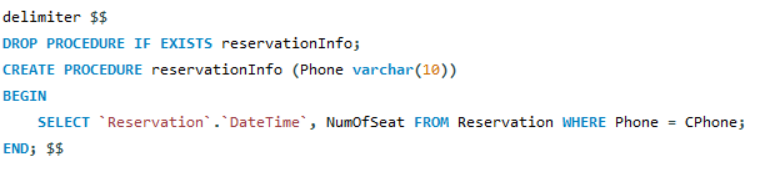 delimiter $$
DROP PROCEDURE IF EXISTS reservationInfo;
CREATE PROCEDURE reservationInfo (Phone varchar(10))
BEGIN
    SELECT `Reservation`.`DateTime`, NumOfSeat FROM Reservation WHERE Phone = CPhone;
END; $$